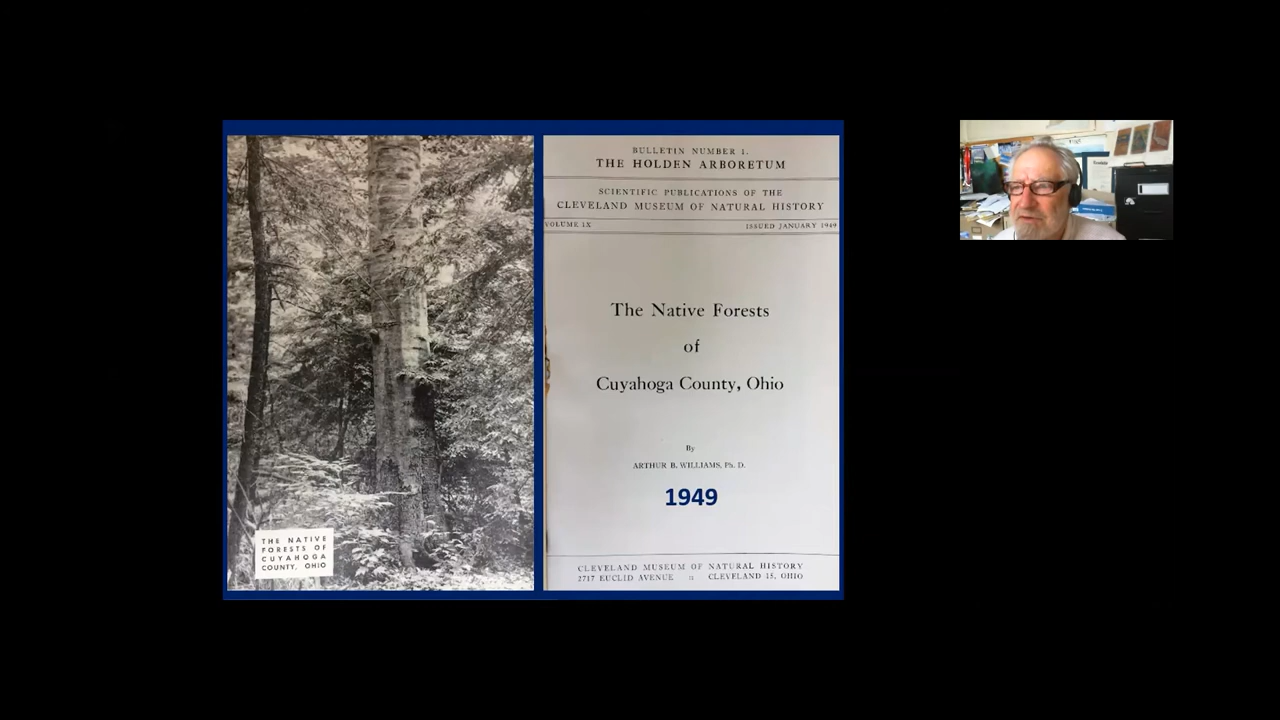 THE NATIVE
FORESTS OF
CUYAHOGA
COUNTY, OHIO
BULLETIN NUMBER 1.
THE HOLDEN ARBORETUM
SCIENTIFIC PUBLICATIONS OF THE
CLEVELAND MUSEUM OF NATURAL HISTORY
VOLUME IX ISSUED JANUARY 1949
The Native Forests
of
Cuyahoga County, Ohio
By
ARTHUR B. WILLIAMS, Ph. D.
1949
CLEVELAND MUSEUM OF NATURAL HISTORY
2717 EUCLID AVENUE :: CLEVELAND 15, OHIO